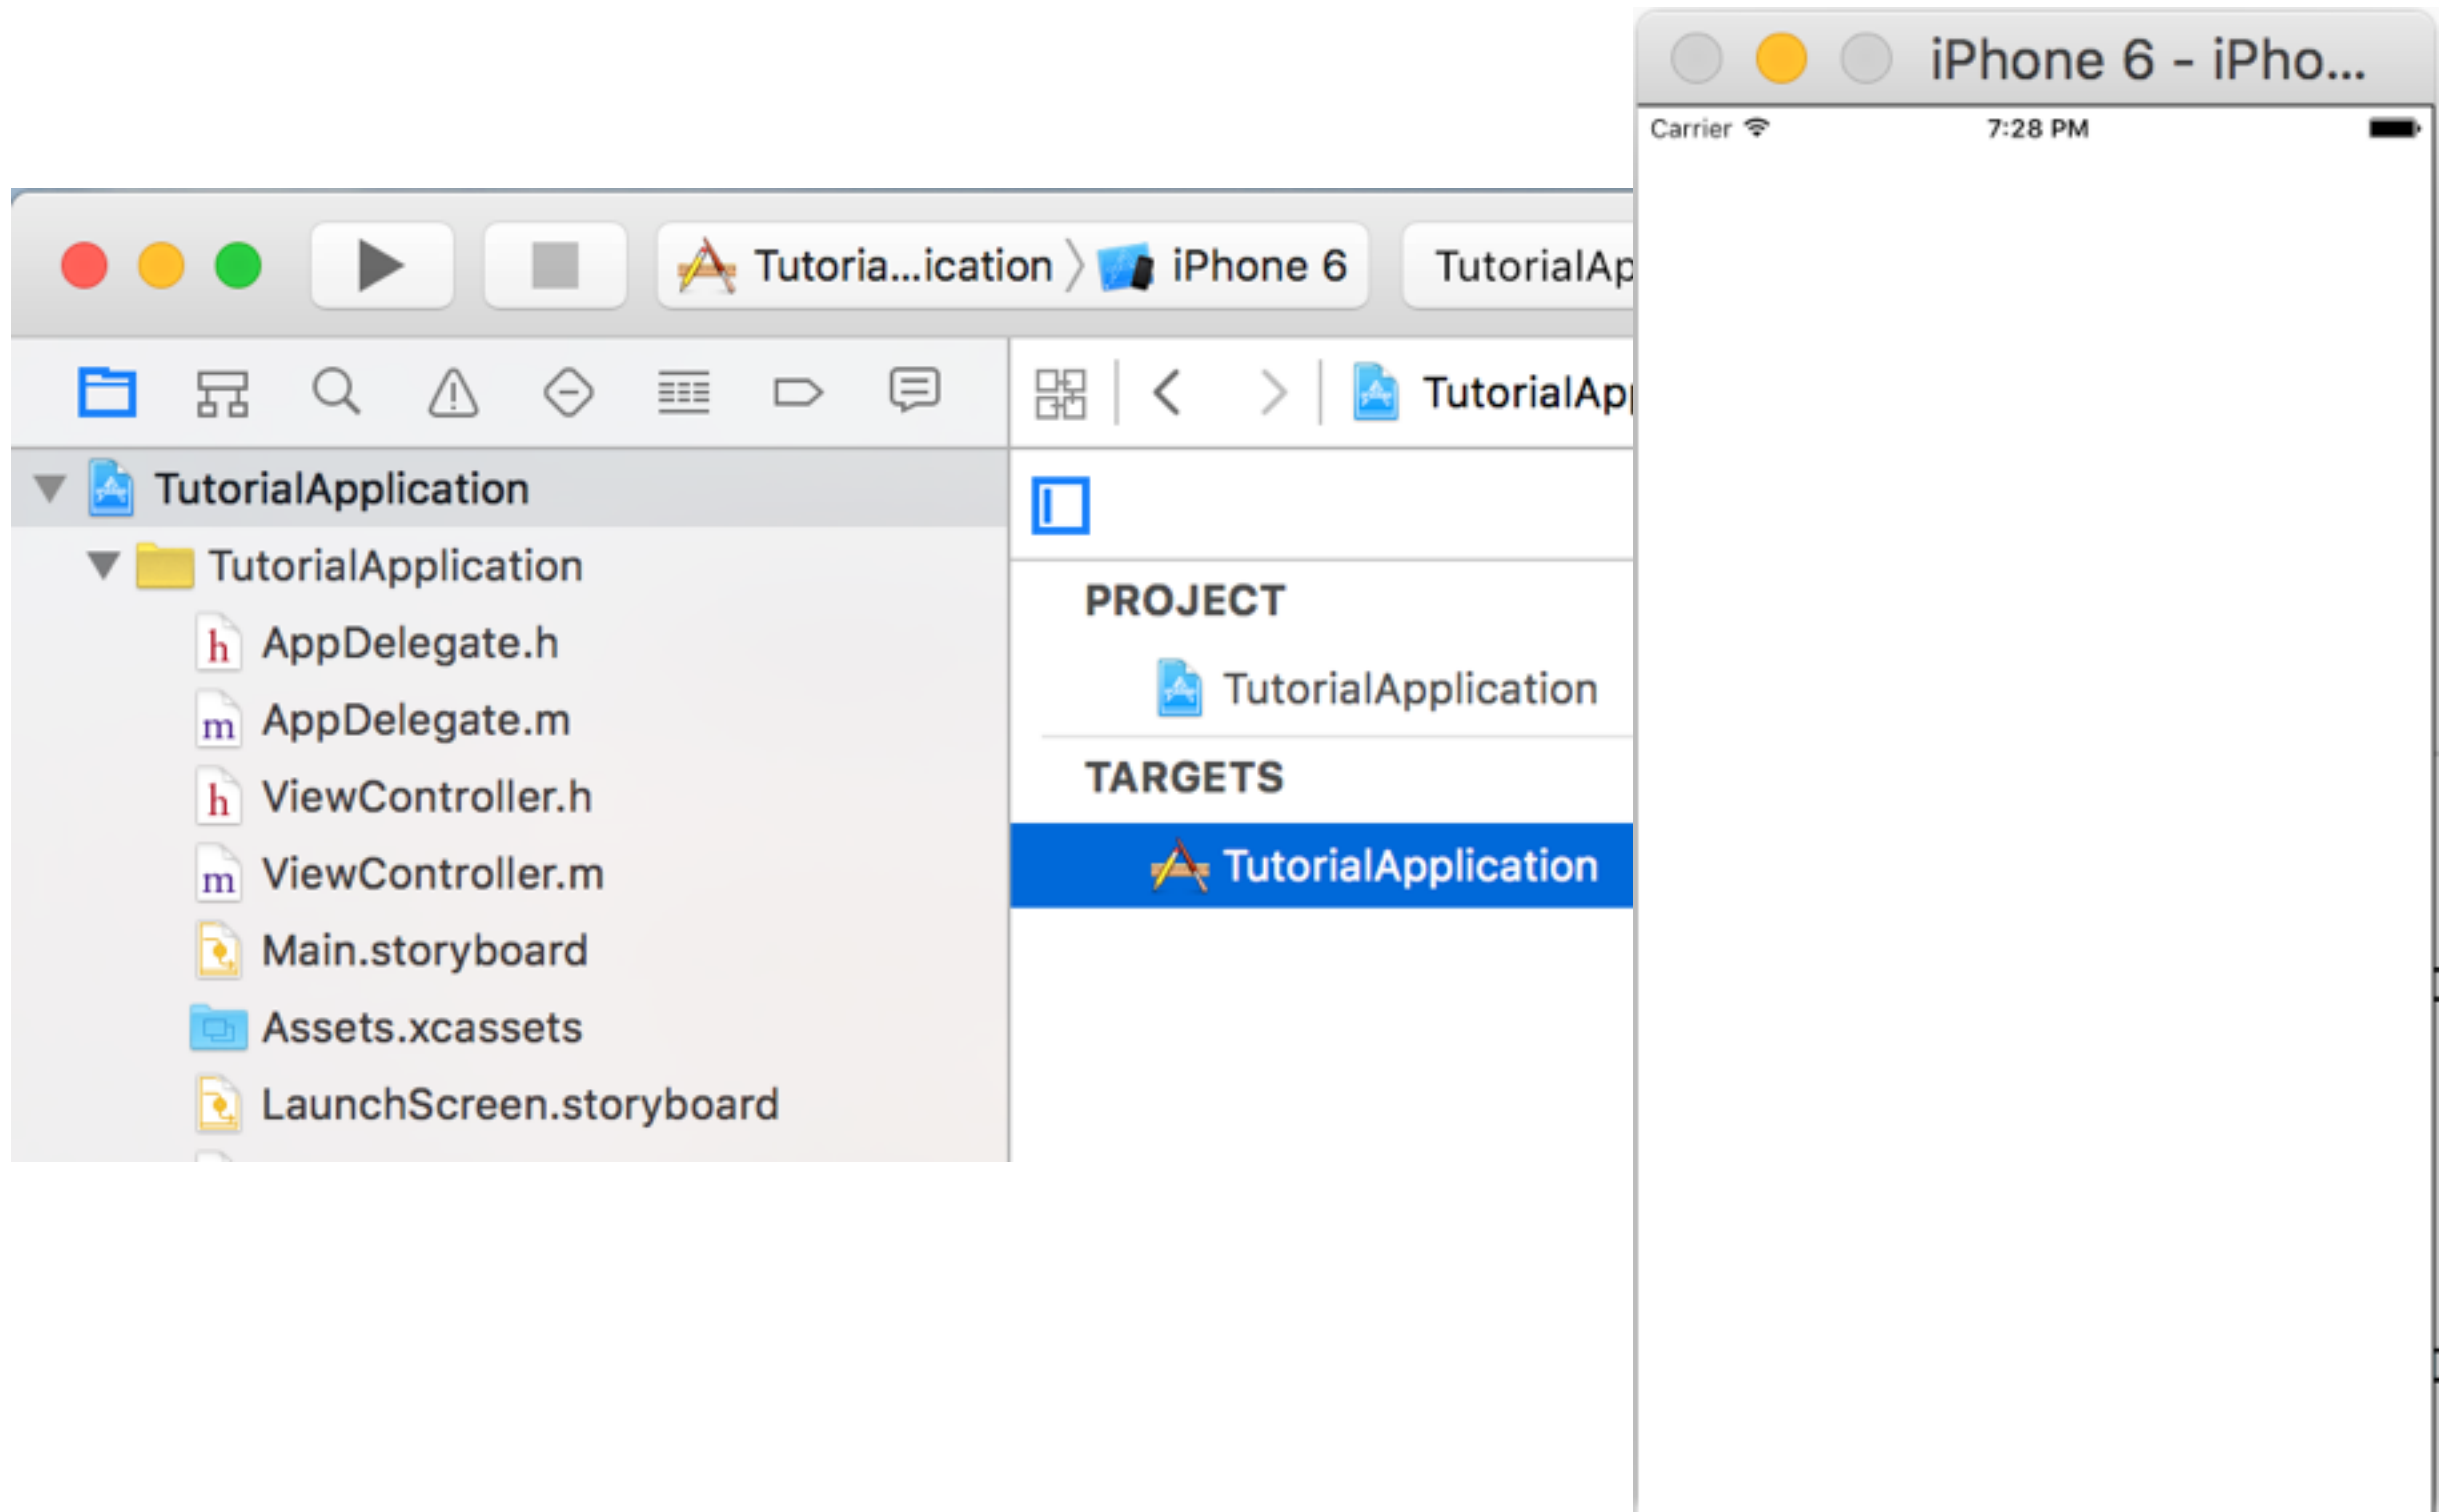 iPhone 6 - iPho...
Carrier 7:28 PM
Tutoria...ication iPhone 6 TutorialAp
TutorialAp
TutorialApplication
TutorialApplication
AppDelegate.h
AppDelegate.m
ViewController.h
ViewController.m
Main.storyboard
Assets.xcassets
LaunchScreen.storyboard
PROJECT
TutorialApplication
TARGETS
TutorialApplication